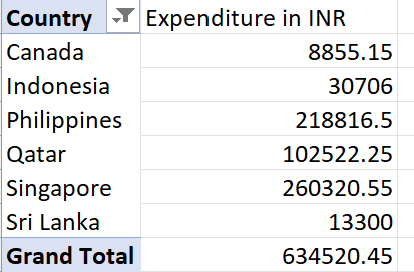 Country Expenditure in INR
Canada 8855.15
Indonesia 30706
Philippines 218816.5
Qatar 102522.25
Singapore 260320.55
Sri Lanka 13300
Grand Total 634520.45